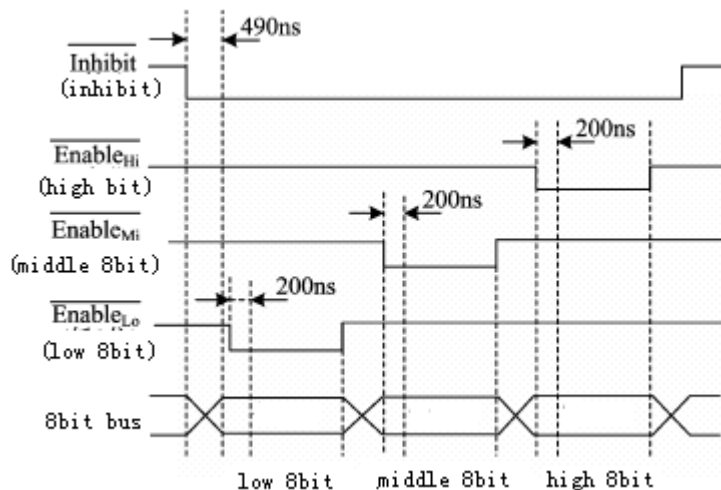 490ns
Inhibit
(inhibit)
200ns
EnableHi
(high bit)
200ns
EnableMi
(middle 8bit)
200ns
EnableLo
(low 8bit)
8bit bus
low 8bit middle 8bit high 8bit